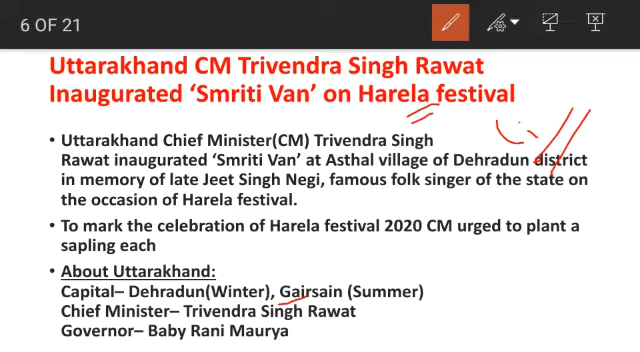 6 OF 21
Uttarakhand CM Trivendra Singh Rawat
Inaugurated ‘Smriti Van’ on Harela festival
• Uttarakhand Chief Minister(CM) Trivendra Singh
Rawat inaugurated ‘Smriti Van’ at Asthal village of Dehradun district
in memory of late Jeet Singh Negi, famous folk singer of the state on
the occasion of Harela festival.
• To mark the celebration of Harela festival 2020 CM urged to plant a
sapling each
• About Uttarakhand:
Capital– Dehradun(Winter), Gairsain (Summer)
Chief Minister– Trivendra Singh Rawat
Governor– Baby Rani Maurya